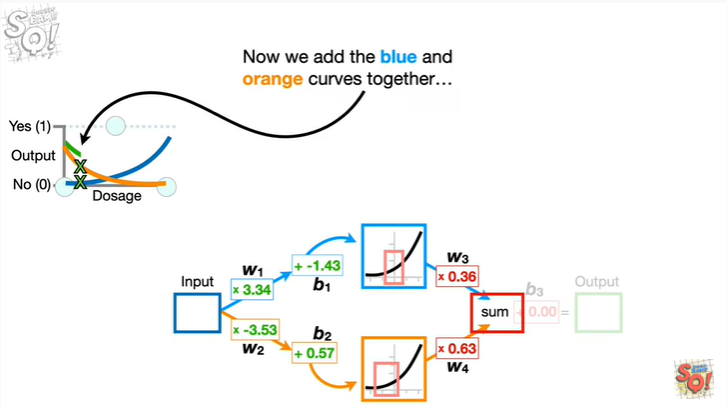 SQ!
Now we add the blue and
orange curves together...
Yes (1)
Output
No (0)
Dosage
Input
w1
x 3.34
+ -1.43
b1
w3
x 0.36
b3
Output
sum
+ 0.00 =
x -3.53
w2
b2
+ 0.57
x 0.63
w4
SQ!